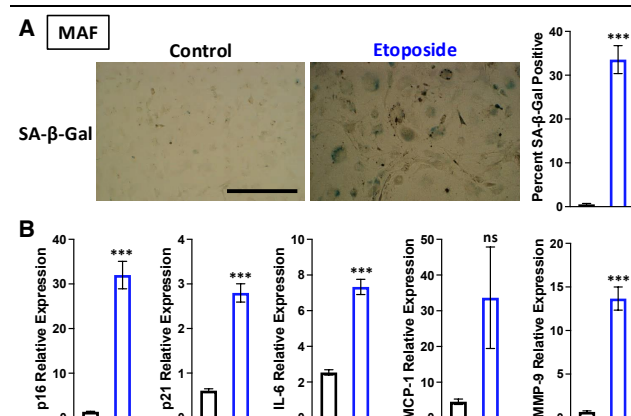 A MAF
Control Etoposide
SA-β-Gal
Percent SA-β-Gal Positive
40
30
20
10
0
***
B
p16 Relative Expression
40
30
20
10
***
p21 Relative Expression
4
3
2
1
***
IL-6 Relative Expression
10
8
6
4
2
***
MCP-1 Relative Expression
50
40
30
20
10
ns
MMP-9 Relative Expression
20
15
10
5
***